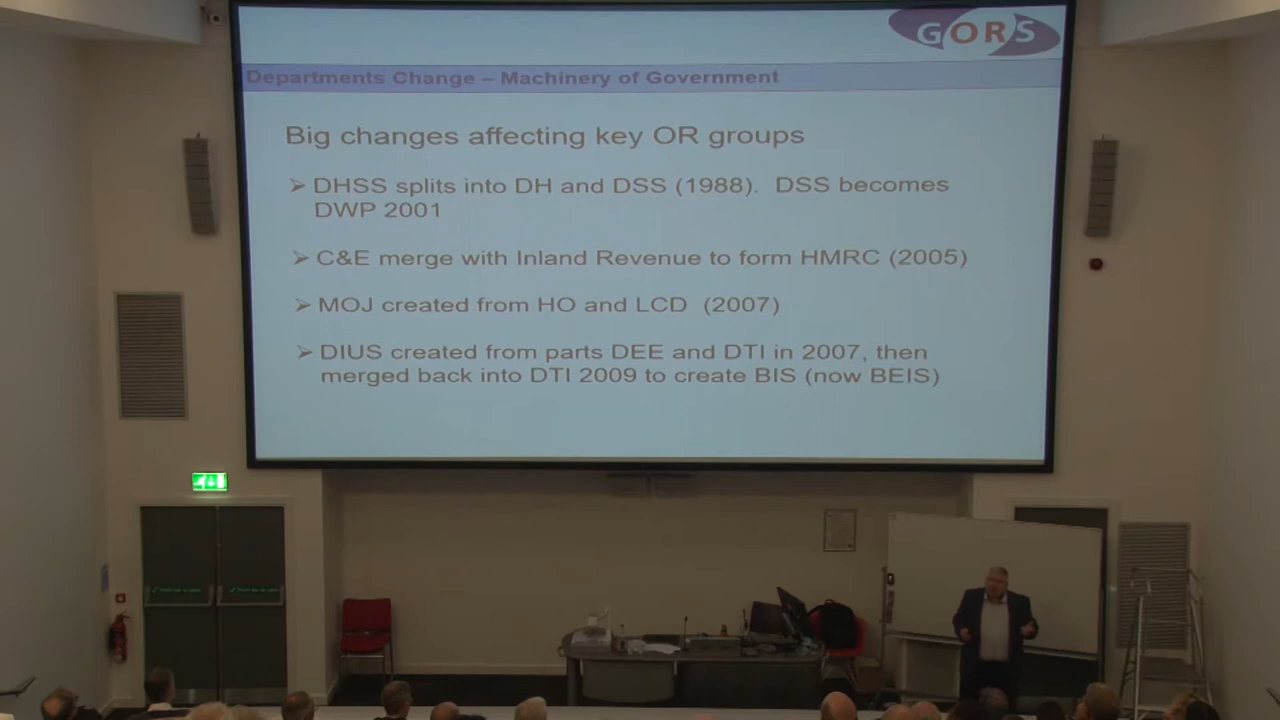 GORS
Departments Change – Machinery of Government
Big changes affecting key OR groups
➢ DHSS splits into DH and DSS (1988). DSS becomes
DWP 2001
➢ C&E merge with Inland Revenue to form HMRC (2005)
➢ MOJ created from HO and LCD (2007)
➢ DIUS created from parts DEE and DTI in 2007, then
merged back into DTI 2009 to create BIS (now BEIS)